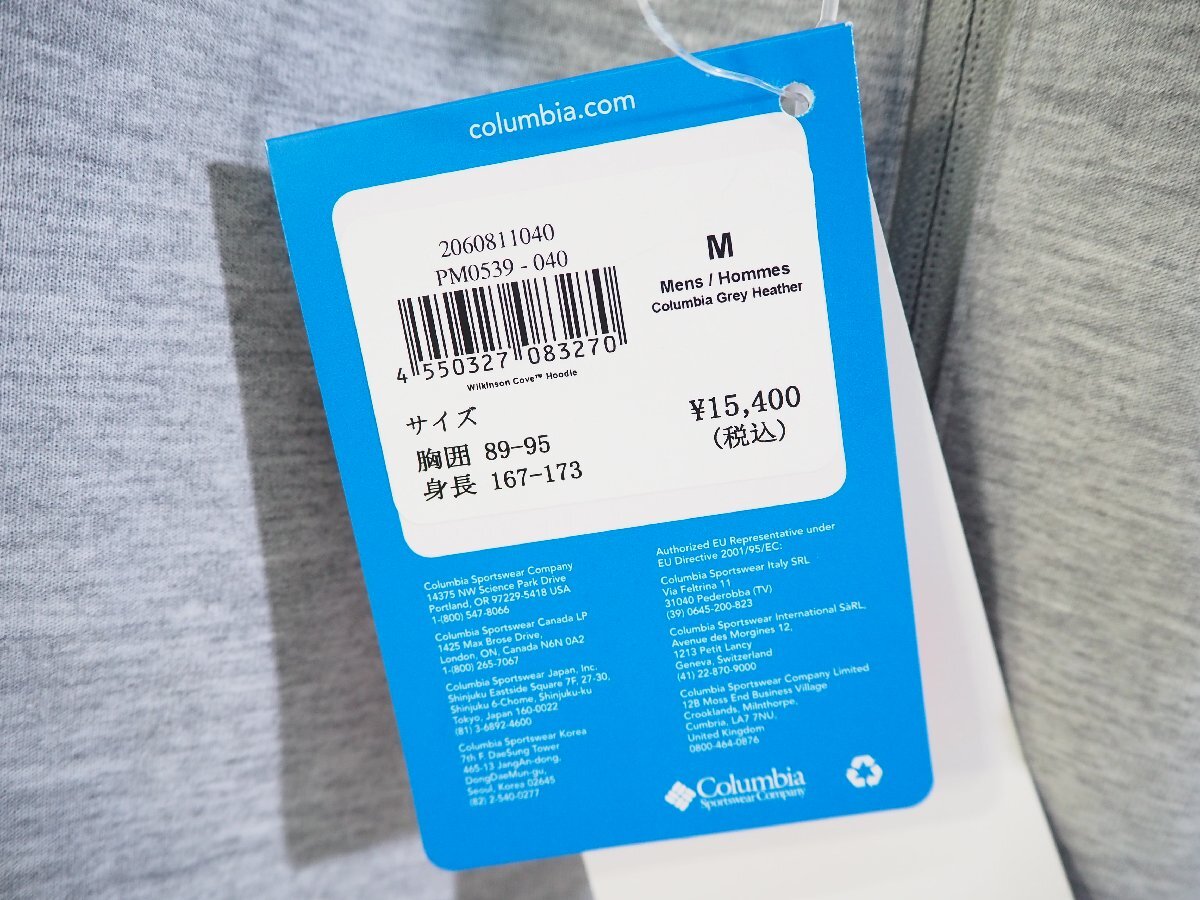 columbia.com
2060811040
PM0539 - 040
4 550327 083270
Wilkinson Cove™ Hoodie
M
Mens / Hommes
Columbia Grey Heather
サイズ
胸囲 89-95
身長 167-173
¥15,400
(税込)
Columbia Sportswear Company
14375 NW Science Park Drive
Portland, OR 97229-5418 USA
1-(800) 547-8066
Columbia Sportswear Canada LP
1425 Max Brose Drive,
London, ON, Canada N6N 0A2
1-(800) 265-7067
Columbia Sportswear Japan, Inc.
Shinjuku Eastside Square 7F, 27-30,
Shinjuku 6-Chome, Shinjuku-ku
Tokyo, Japan 160-0022
(81) 3-6892-4600
Columbia Sportswear Korea
7th F. DaeSung Tower
465-13 JangAn-dong,
DongDaeMun-gu,
Seoul, Korea 02645
(82) 2-540-0277
Authorized EU Representative under
EU Directive 2001/95/EC:
Columbia Sportswear Italy SRL
Via Feltrina 11
31040 Pederobba (TV)
(39) 0645-200-823
Columbia Sportswear International SàRL,
Avenue des Morgines 12,
1213 Petit Lancy
Geneva, Switzerland
(41) 22-870-9000
Columbia Sportswear Company Limited
12B Moss End Business Village
Crooklands, Milnthorpe,
Cumbria, LA7 7NU,
United Kingdom
0800-464-0876
Columbia
Sportswear Company